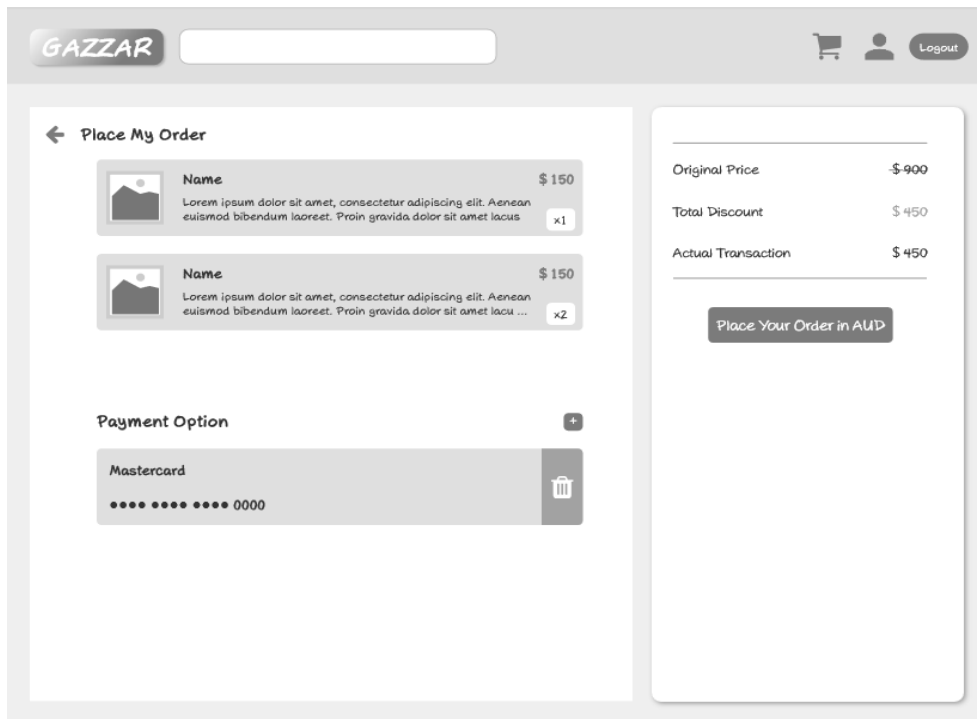 GAZZAR
Logout
Place My Order
Name
$ 150
Lorem ipsum dolor sit amet, consectetur adipiscing elit. Aenean
euismod bibendum laoreet. Proin gravida dolor sit amet lacus
×1
Name
$ 150
Lorem ipsum dolor sit amet, consectetur adipiscing elit. Aenean
euismod bibendum laoreet. Proin gravida dolor sit amet lacu ...
×2
Payment Option
+
Mastercard
•••• •••• •••• 0000
Original Price
$ 900
Total Discount
$ 450
Actual Transaction
$ 450
Place Your Order in AUD